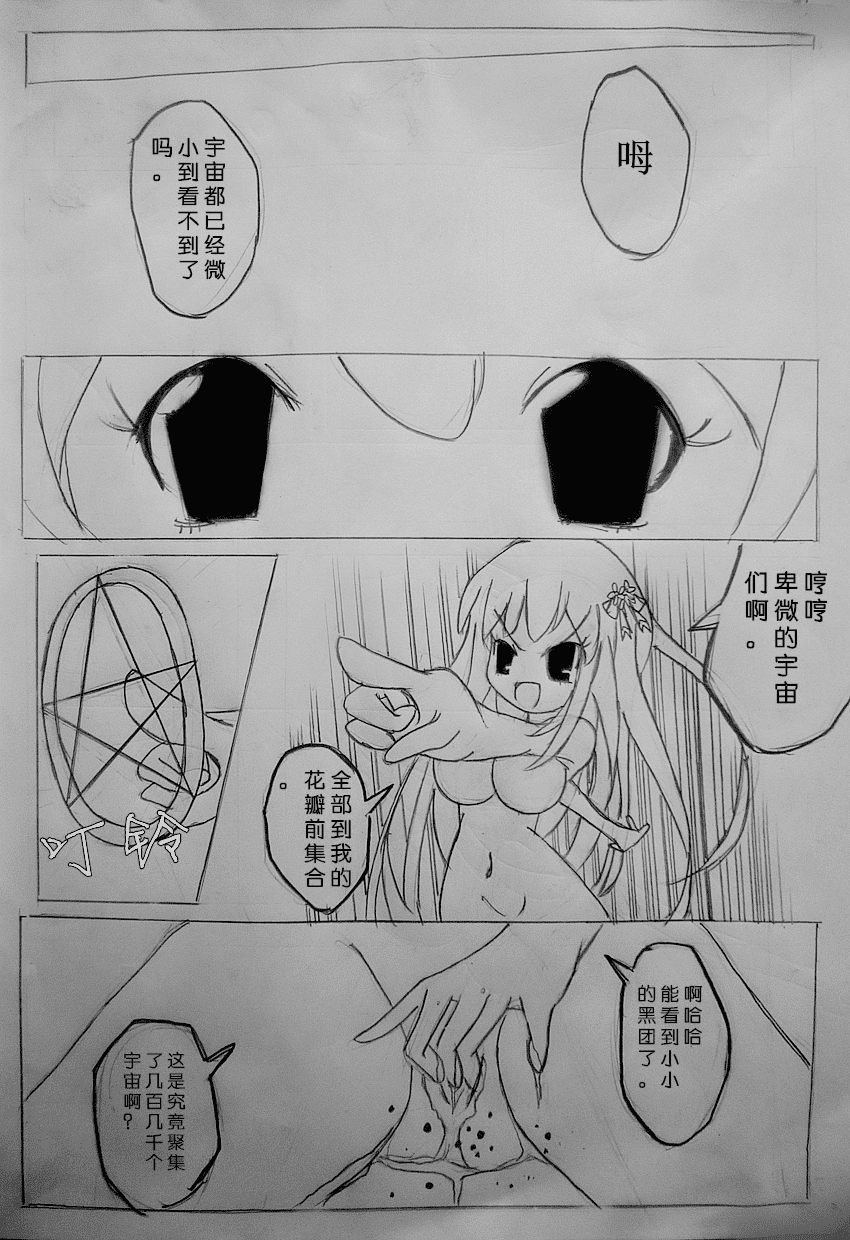 呣
宇宙都已经微
小到看不到了
吗。
哼哼
卑微的宇宙
们啊。
全部到我的
花瓣前集合
。
叮铃
啊哈哈
能看到小小
的黑团了。
这是究竟聚集
了几百几千个
宇宙啊?